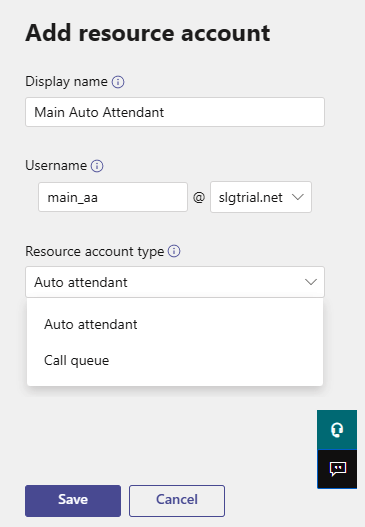 Add resource account
Display name
Main Auto Attendant
Username
main_aa @ slgtrial.net
Resource account type
Auto attendant
Auto attendant
Call queue
Save Cancel